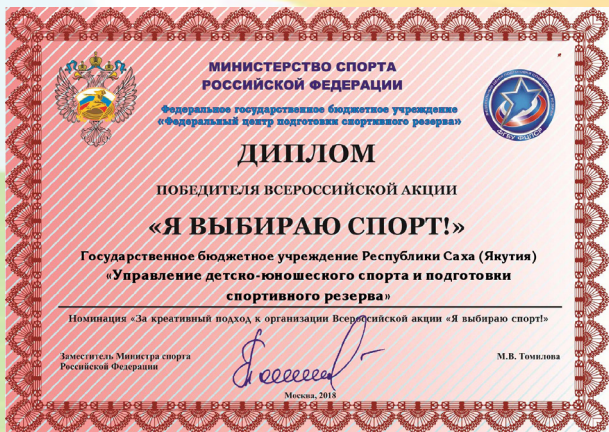 МИНИСТЕРСТВО СПОРТА
РОССИЙСКОЙ ФЕДЕРАЦИИ
Федеральное государственное бюджетное учреждение
«Федеральный центр подготовки спортивного резерва»
ДИПЛОМ
ПОБЕДИТЕЛЯ ВСЕРОССИЙСКОЙ АКЦИИ
«Я ВЫБИРАЮ СПОРТ!»
Государственное бюджетное учреждение Республики Саха (Якутия)
«Управление детско-юношеского спорта и подготовки
спортивного резерва»
Номинация «За креативный подход к организации Всероссийской акции «Я выбираю спорт!»
Заместитель Министра спорта
Российской Федерации
М.В. Томилова
Москва, 2018